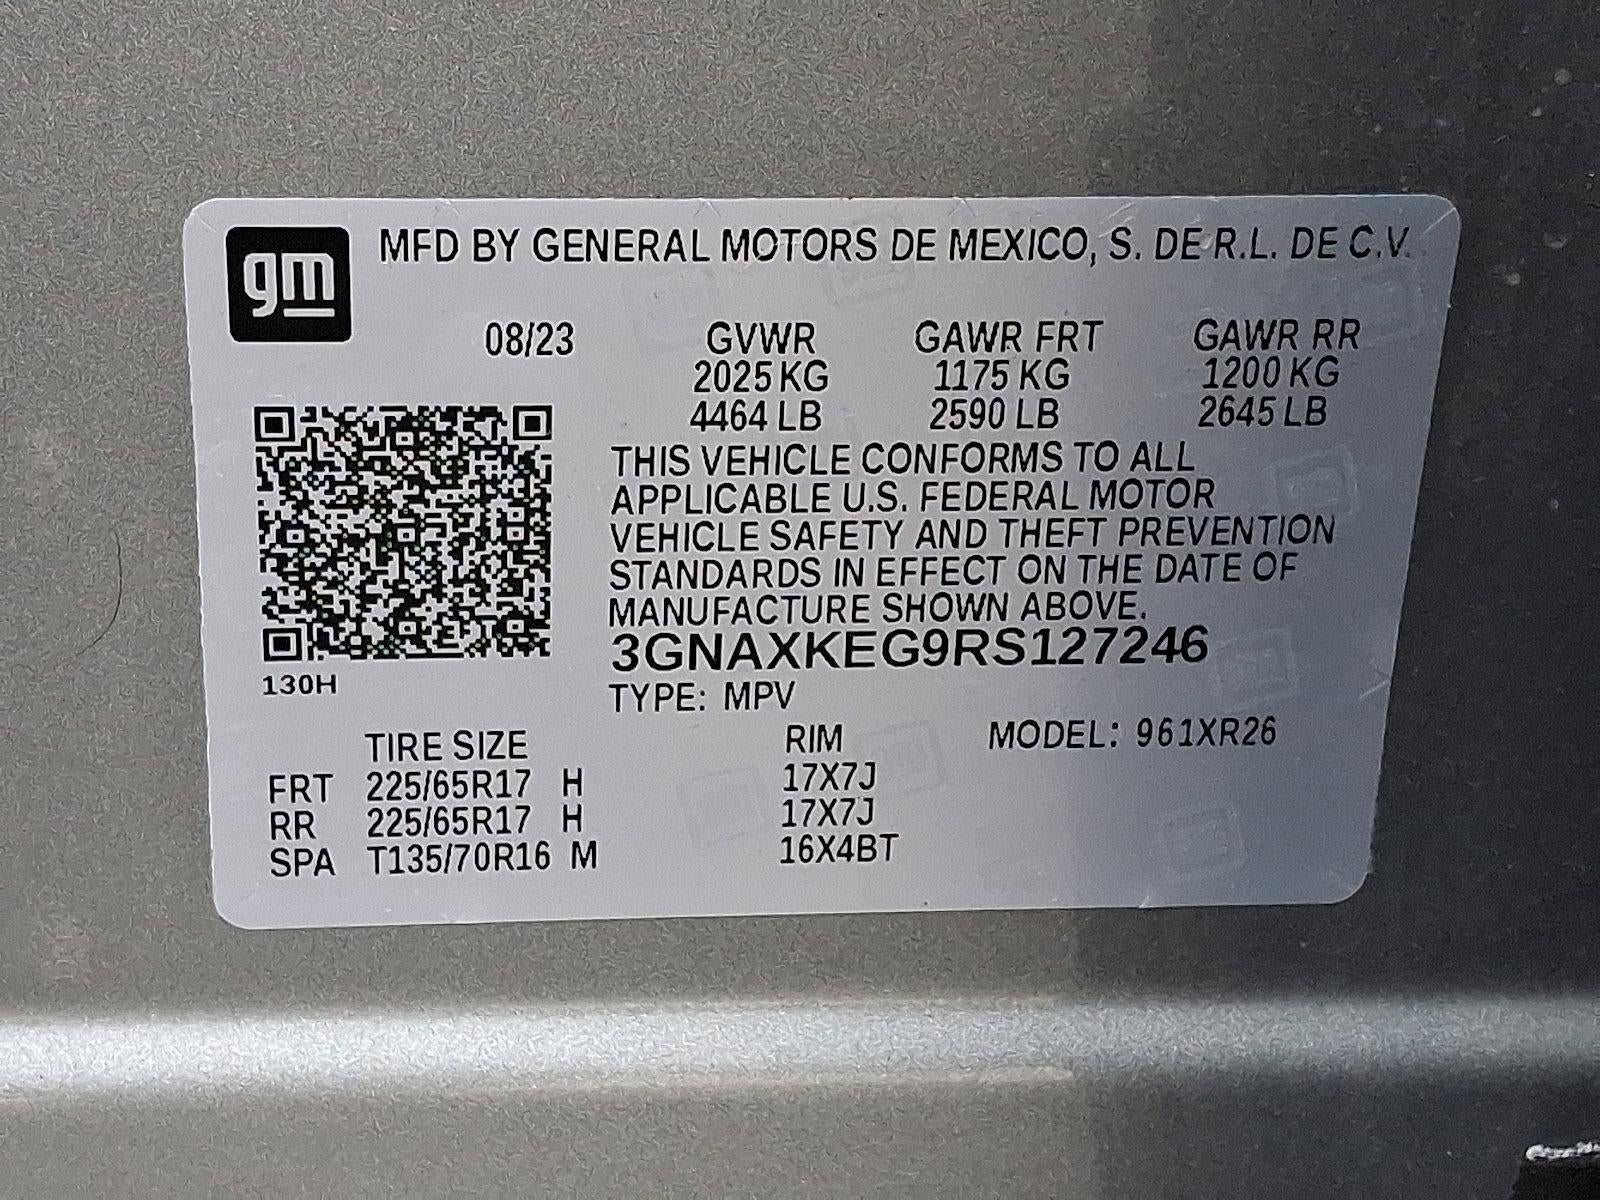 gm
MFD BY GENERAL MOTORS DE MEXICO, S. DE R.L. DE C.V.
08/23 GVWR GAWR FRT GAWR RR
2025 KG 1175 KG 1200 KG
4464 LB 2590 LB 2645 LB
THIS VEHICLE CONFORMS TO ALL
APPLICABLE U.S. FEDERAL MOTOR
VEHICLE SAFETY AND THEFT PREVENTION
STANDARDS IN EFFECT ON THE DATE OF
MANUFACTURE SHOWN ABOVE.
3GNAXKEG9RS127246
130H
TYPE: MPV
TIRE SIZE RIM MODEL: 961XR26
FRT 225/65R17 H 17X7J
RR 225/65R17 H 17X7J
SPA T135/70R16 M 16X4BT